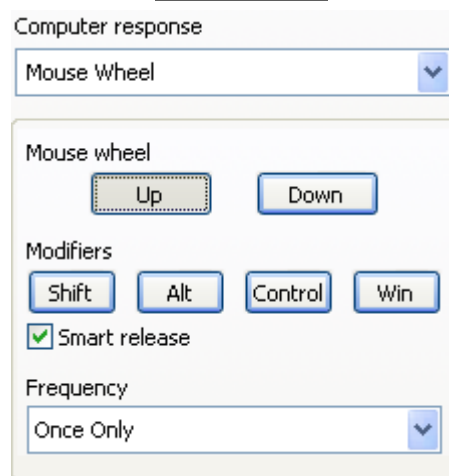 Computer response
Mouse Wheel
Mouse wheel
Up Down
Modifiers
Shift Alt Control Win
Smart release
Frequency
Once Only